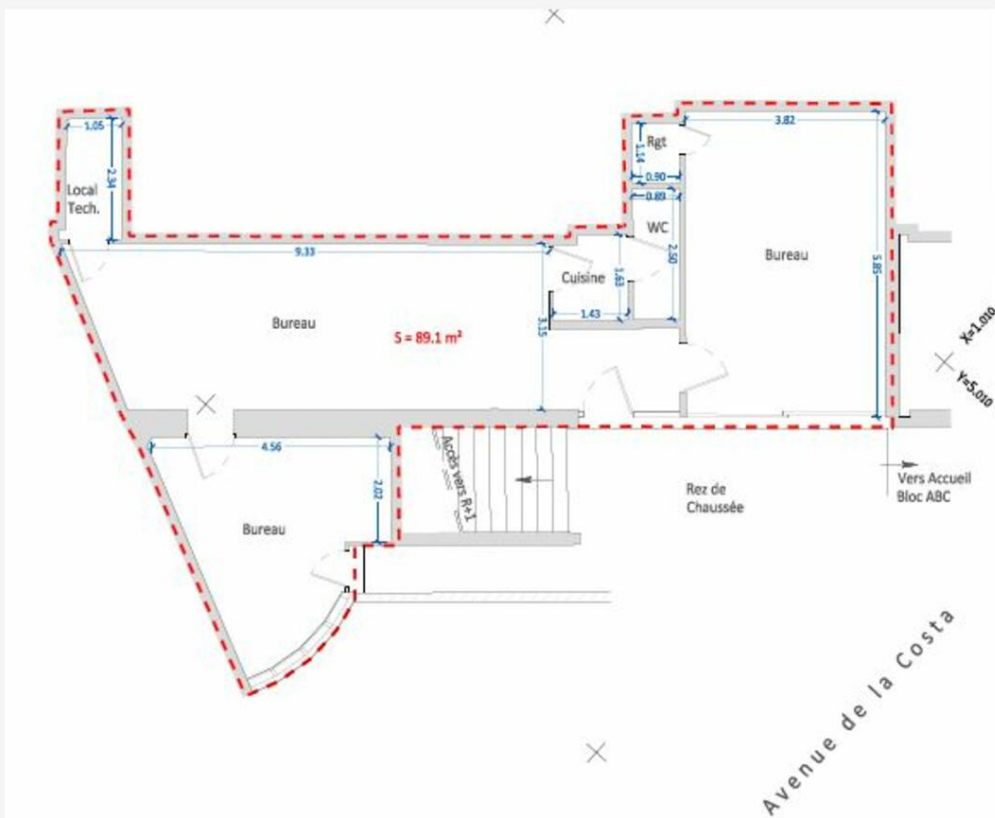 1.05
2.34
Local
Tech.
9.33
Bureau
S = 89.1 m²
3.15
Cuisine
1.63
1.43
Rgt
1.14
0.90
0.89
WC
2.50
3.82
Bureau
5.85
X=1.010
Y=5.010
4.56
2.02
Bureau
Accès vers R+1
Rez de
Chaussée
Vers Accueil
Bloc ABC
Avenue de la Costa